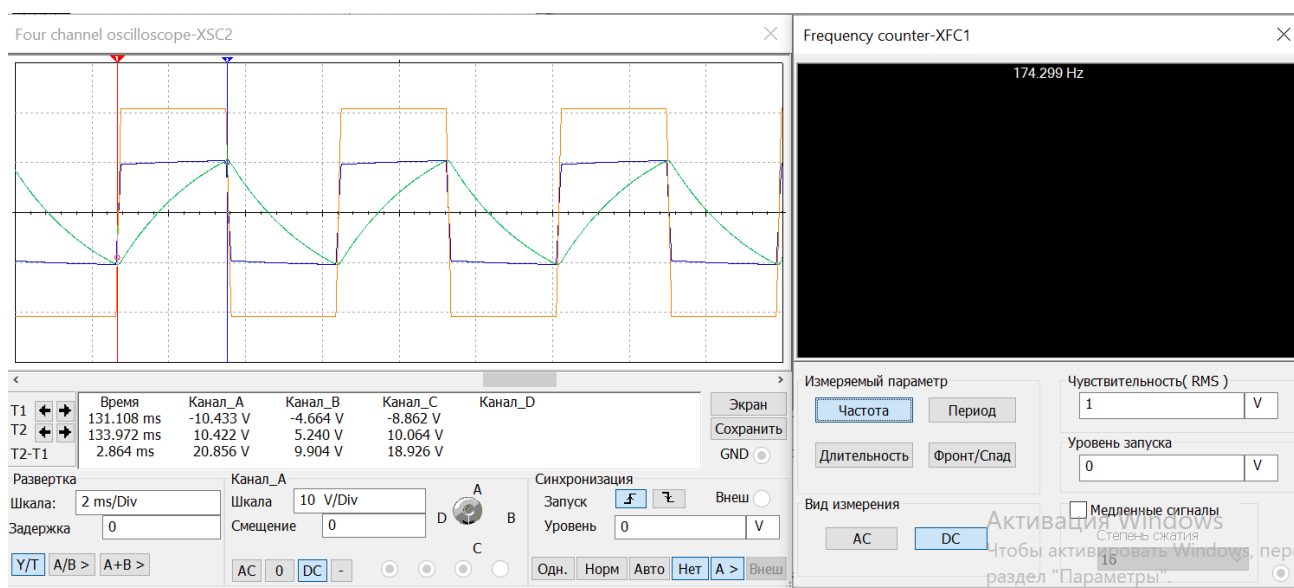 Four channel oscilloscope-XSC2
1
2
T1
T2
T2-T1
Время Канал_A Канал_B Канал_C Канал_D
131.108 ms -10.433 V -4.664 V -8.862 V
133.972 ms 10.422 V 5.240 V 10.064 V
2.864 ms 20.856 V 9.904 V 18.926 V
Экран
Сохранить
GND
Развертка
Шкала: 2 ms/Div
Задержка 0
Y/T A/B > A+B >
Канал_A
Шкала 10 V/Div
Смещение 0
A
D B
C
AC 0 DC -
Синхронизация
Запуск Внеш
Уровень 0 V
Одн. Норм Авто Нет A > Внеш
Frequency counter-XFC1
174.299 Hz
Измеряемый параметр
Частота Период
Длительность Фронт/Спад
Чувствительность( RMS )
1 V
Уровень запуска
0 V
Вид измерения
AC DC
Медленные сигналы
Степень сжатия
16
Активация Windows
Чтобы активировать Windows, пере
раздел "Параметры".